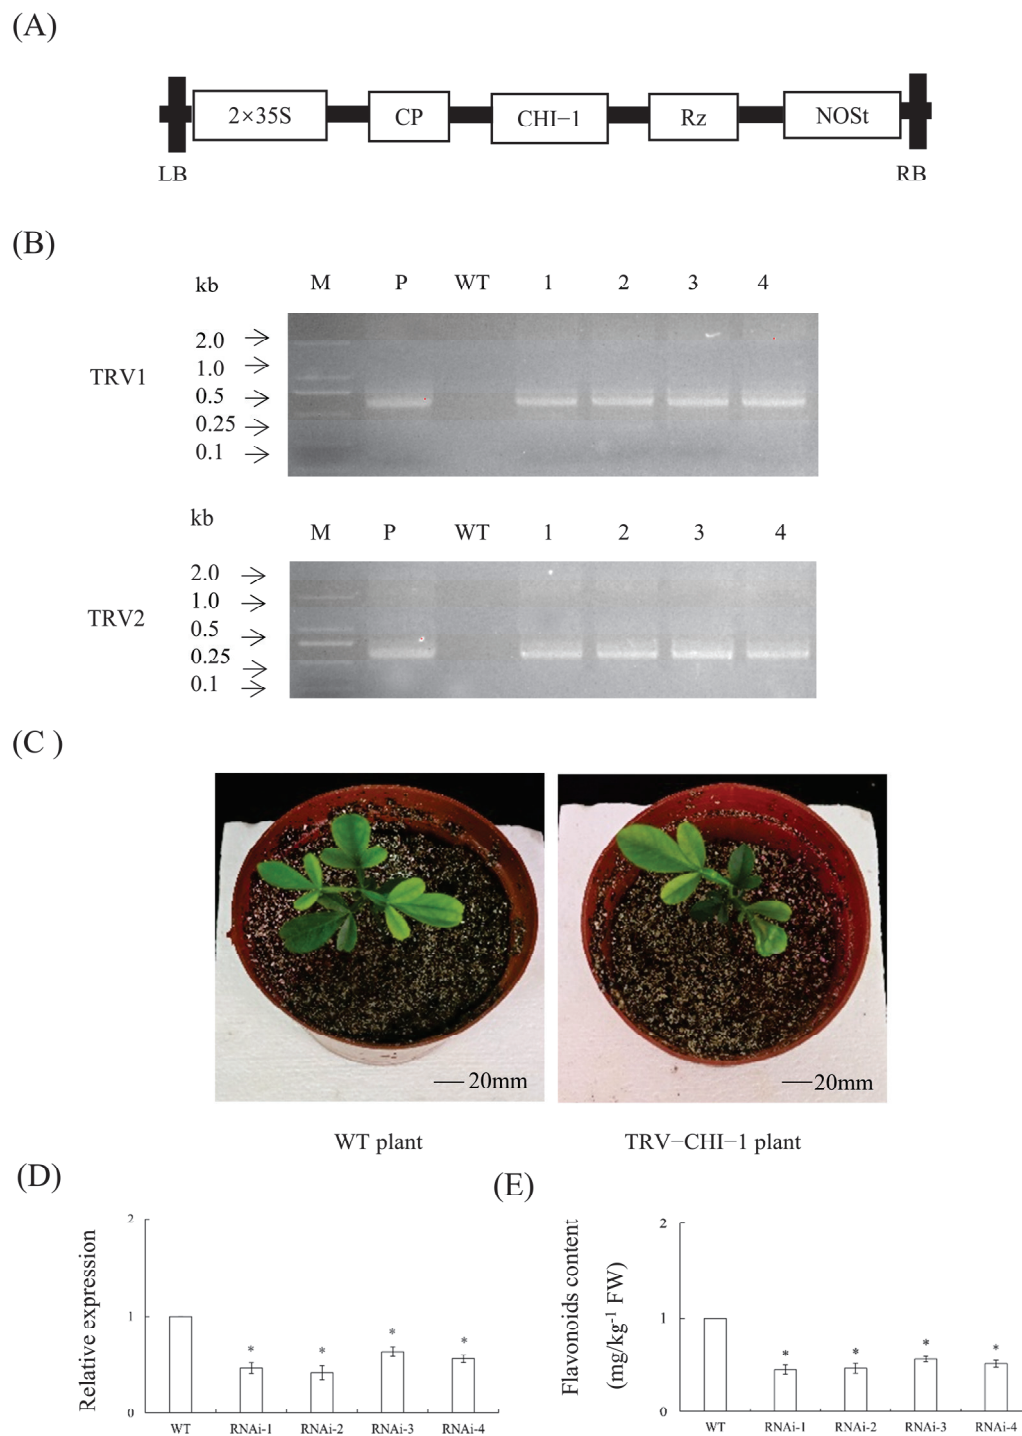 (A)
2×35S CP CHI−1 Rz NOSt
LB RB
(B)
kb M P WT 1 2 3 4
2.0
1.0
TRV1
0.5
0.25
0.1
kb M P WT 1 2 3 4
2.0
1.0
TRV2
0.5
0.25
0.1
(C )
20mm 20mm
WT plant TRV−CHI−1 plant
(D)
Relative expression
2
1
0
* * * *
WT RNAi-1 RNAi-2 RNAi-3 RNAi-4
(E)
Flavonoids content
(mg/kg⁻¹ FW)
2
1
0
* * * *
WT RNAi-1 RNAi-2 RNAi-3 RNAi-4